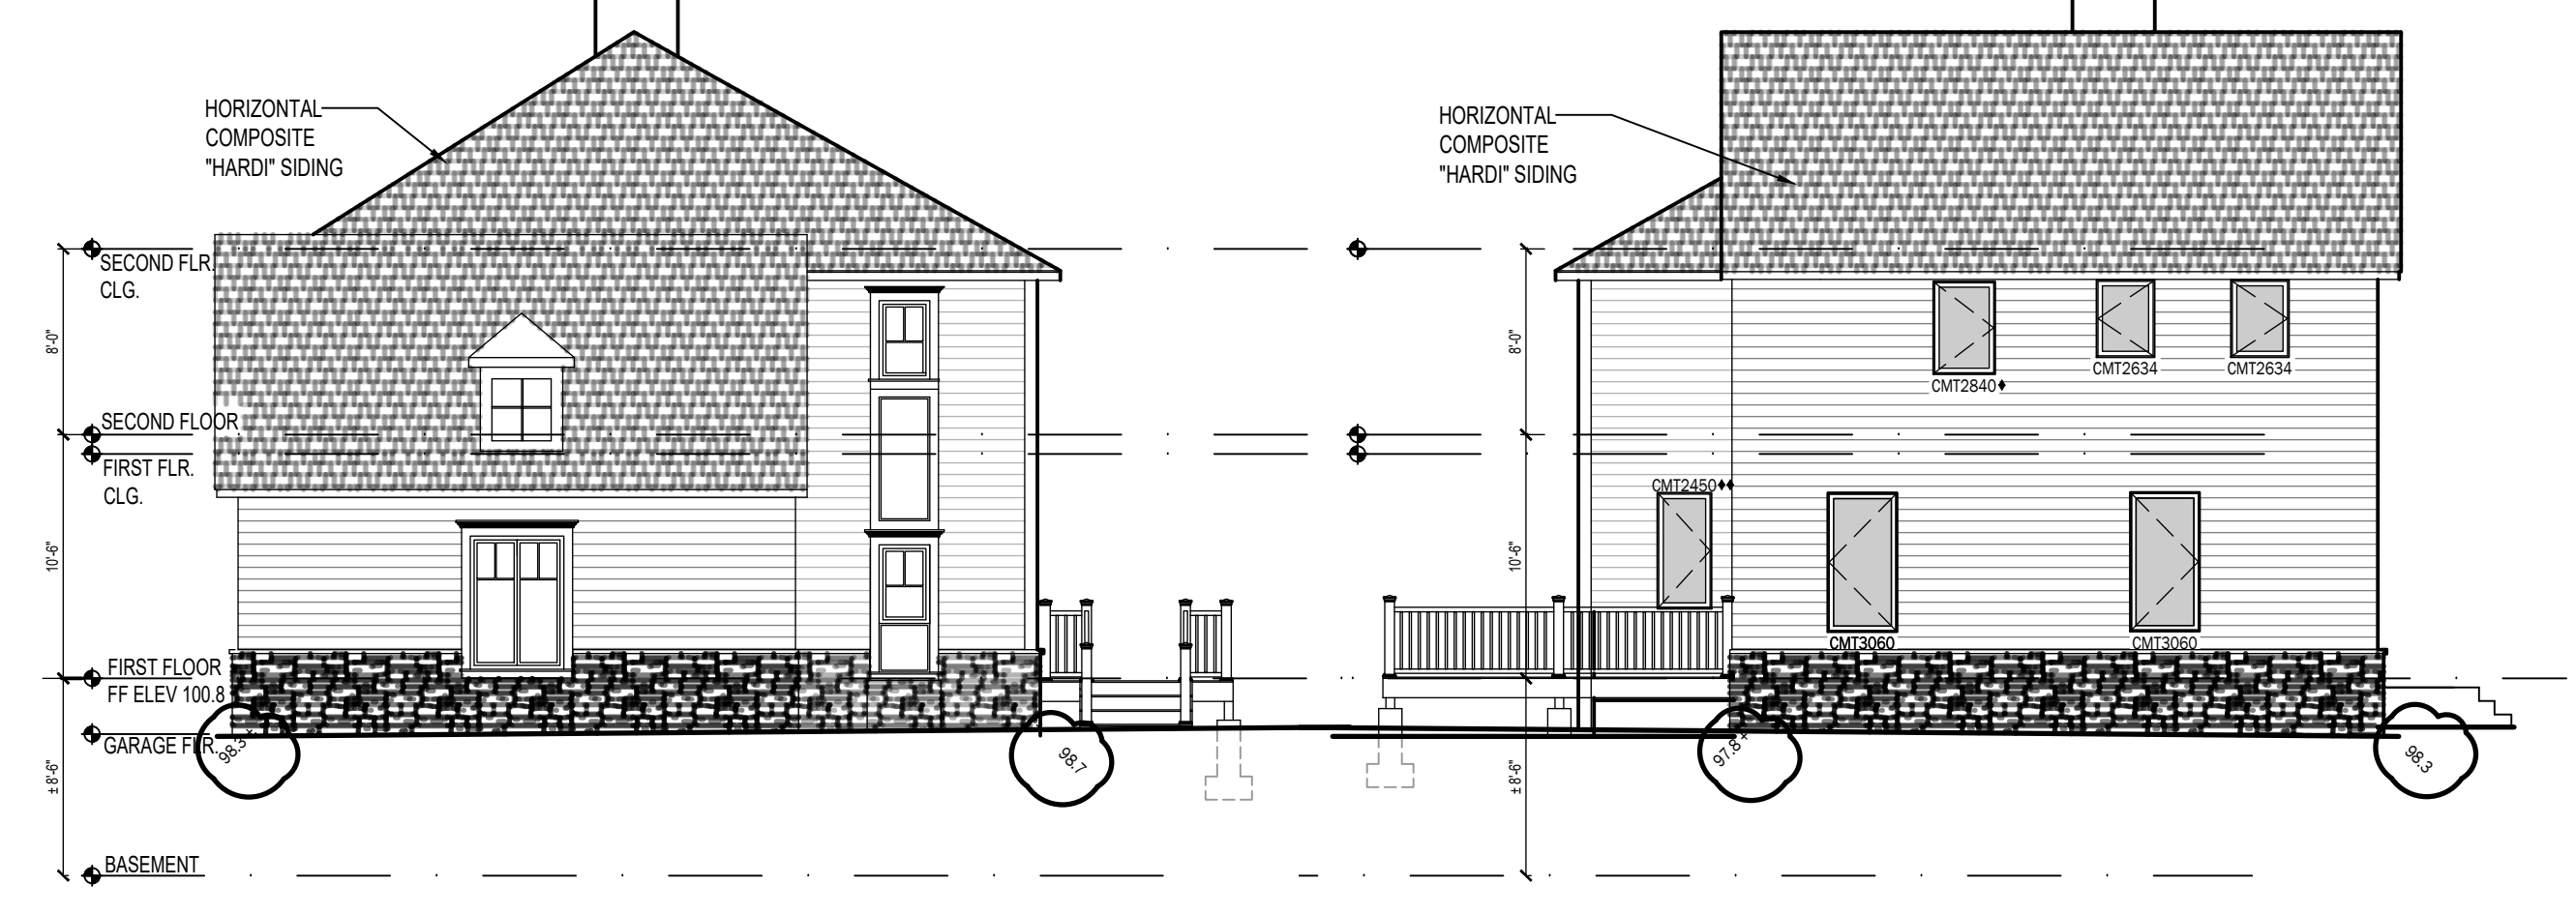 HORIZONTAL
COMPOSITE
"HARDI" SIDING
HORIZONTAL
COMPOSITE
"HARDI" SIDING
SECOND FLR.
CLG.
8'-0"
8'-0"
CMT2840♦
CMT2634
CMT2634
SECOND FLOOR
FIRST FLR.
CLG.
CMT2450♦♦
10'-6"
10'-6"
CMT3060
CMT3060
FIRST FLOOR
FF ELEV 100.8
GARAGE FLR.
98.3 +
98.7
97.8 +
98.3
± 8'-6"
± 8'-6"
BASEMENT